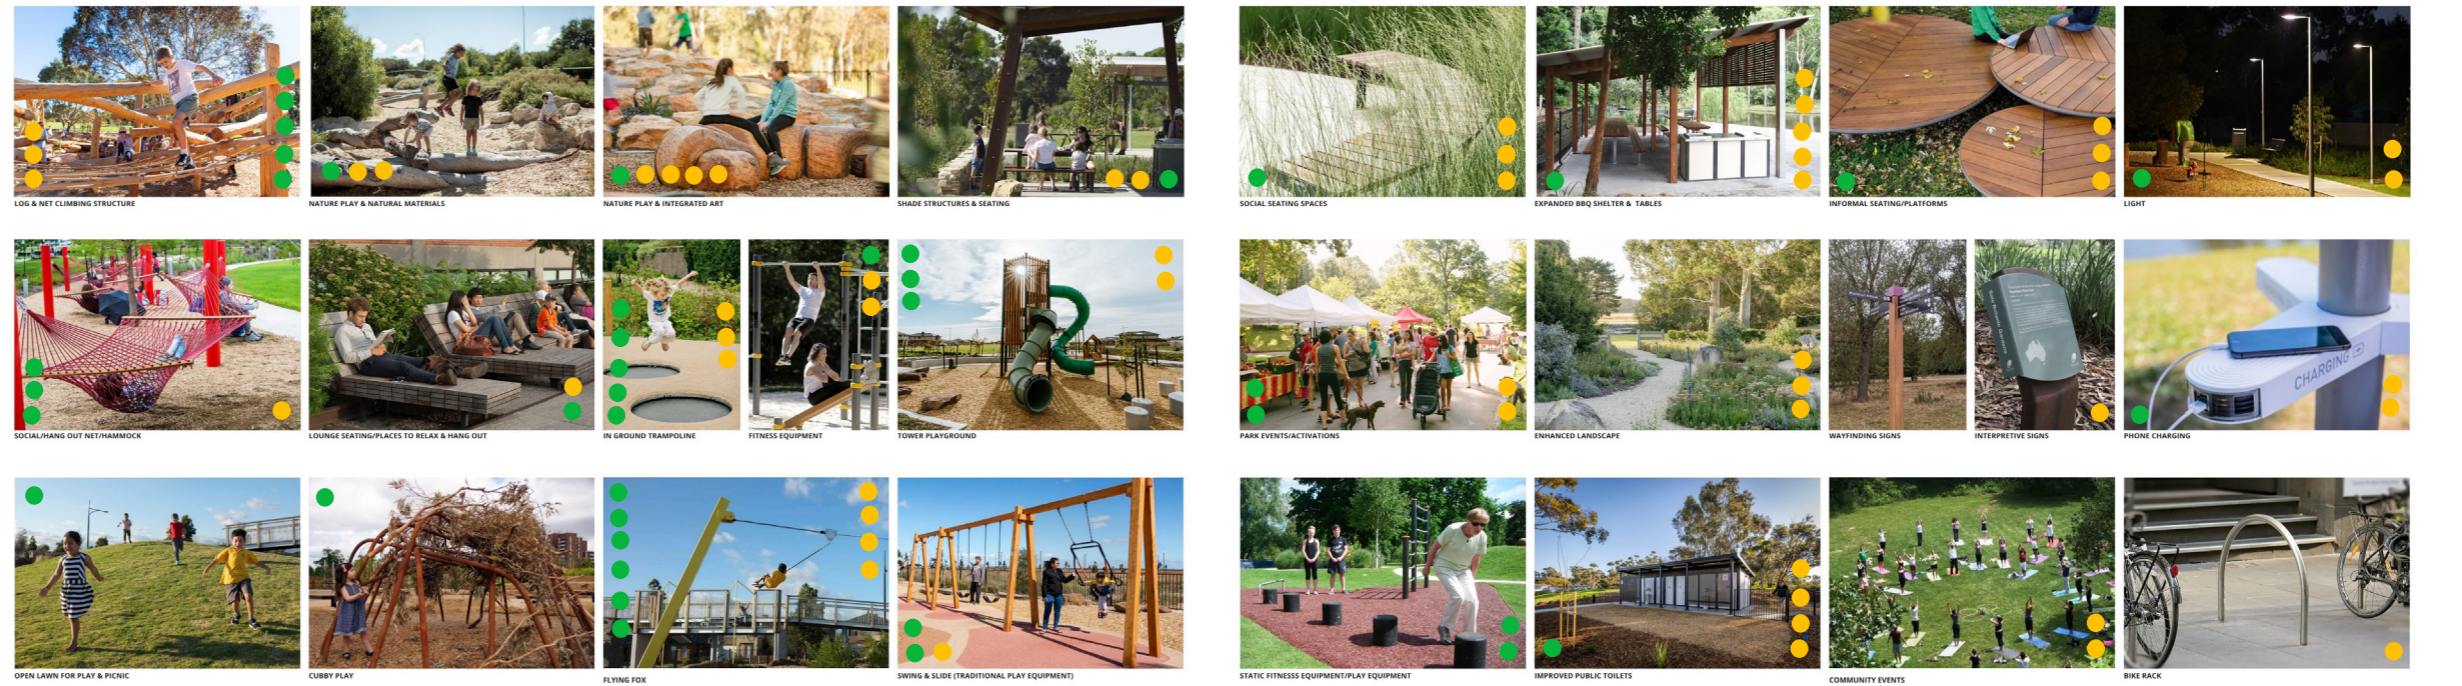 LOG & NET CLIMBING STRUCTURE
NATURE PLAY & NATURAL MATERIALS
NATURE PLAY & INTEGRATED ART
SHADE STRUCTURES & SEATING
SOCIAL SEATING SPACES
EXPANDED BBQ SHELTER & TABLES
INFORMAL SEATING/PLATFORMS
LIGHT
CHARGING
SOCIAL/HANG OUT NET/HAMMOCK
LOUNGE SEATING/PLACES TO RELAX & HANG OUT
IN GROUND TRAMPOLINE
FITNESS EQUIPMENT
TOWER PLAYGROUND
PARK EVENTS/ACTIVATIONS
ENHANCED LANDSCAPE
WAYFINDING SIGNS
INTERPRETIVE SIGNS
PHONE CHARGING
OPEN LAWN FOR PLAY & PICNIC
CUBBY PLAY
FLYING FOX
SWING & SLIDE (TRADITIONAL PLAY EQUIPMENT)
STATIC FITNESSS EQUIPMENT/PLAY EQUIPMENT
IMPROVED PUBLIC TOILETS
COMMUNITY EVENTS
BIKE RACK